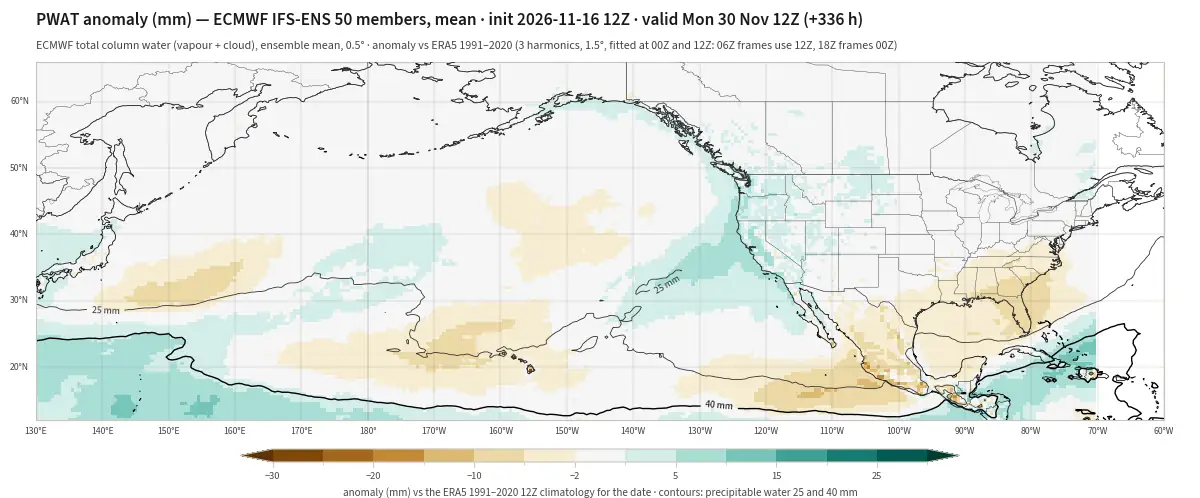 PWAT anomaly (mm) — ECMWF IFS-ENS 50 members, mean · init 2026-11-16 12Z · valid Mon 30 Nov 12Z (+336 h)
ECMWF total column water (vapour + cloud), ensemble mean, 0.5° · anomaly vs ERA5 1991–2020 (3 harmonics, 1.5°, fitted at 00Z and 12Z: 06Z frames use 12Z, 18Z frames 00Z)
60°N
50°N
40°N
30°N
20°N
25 mm
25 mm
40 mm
130°E 140°E 150°E 160°E 170°E 180° 170°W 160°W 150°W 140°W 130°W 120°W 110°W 100°W 90°W 80°W 70°W 60°W
−30 −20 −10 −2 5 15 25
anomaly (mm) vs the ERA5 1991–2020 12Z climatology for the date · contours: precipitable water 25 and 40 mm